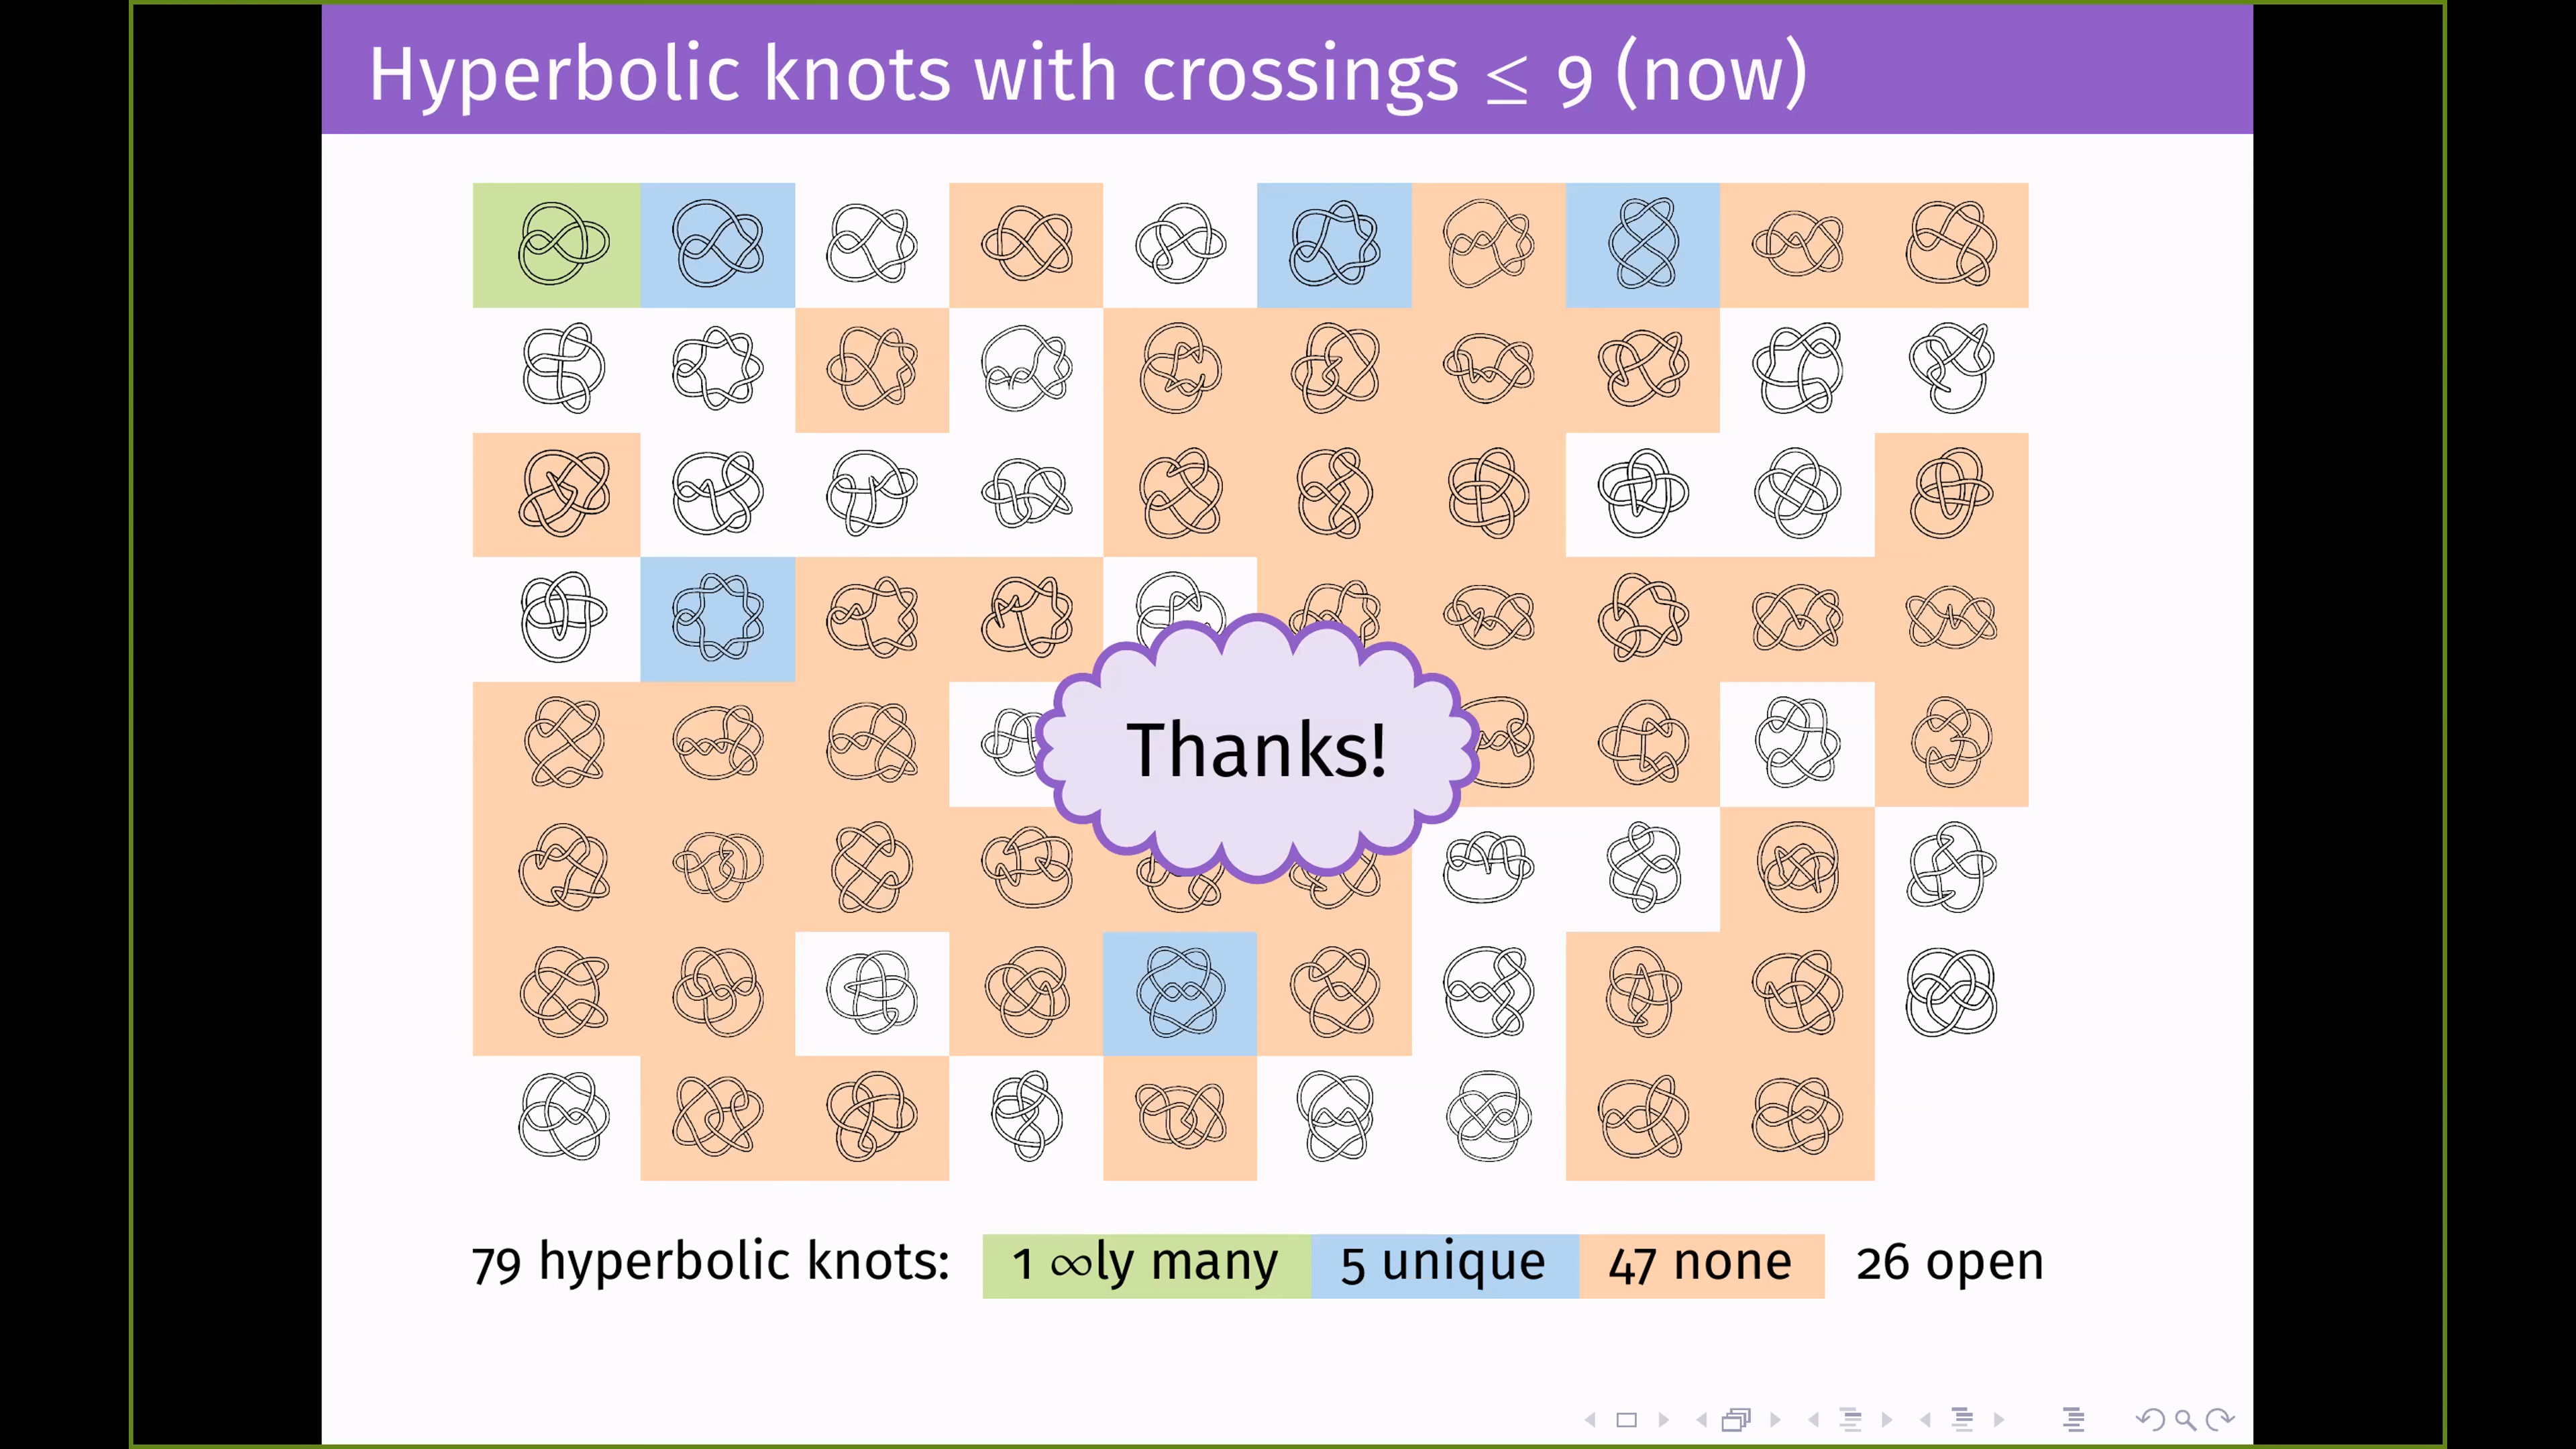 Hyperbolic knots with crossings ≤ 9 (now)
Thanks!
79 hyperbolic knots: 1 ∞ly many 5 unique 47 none 26 open